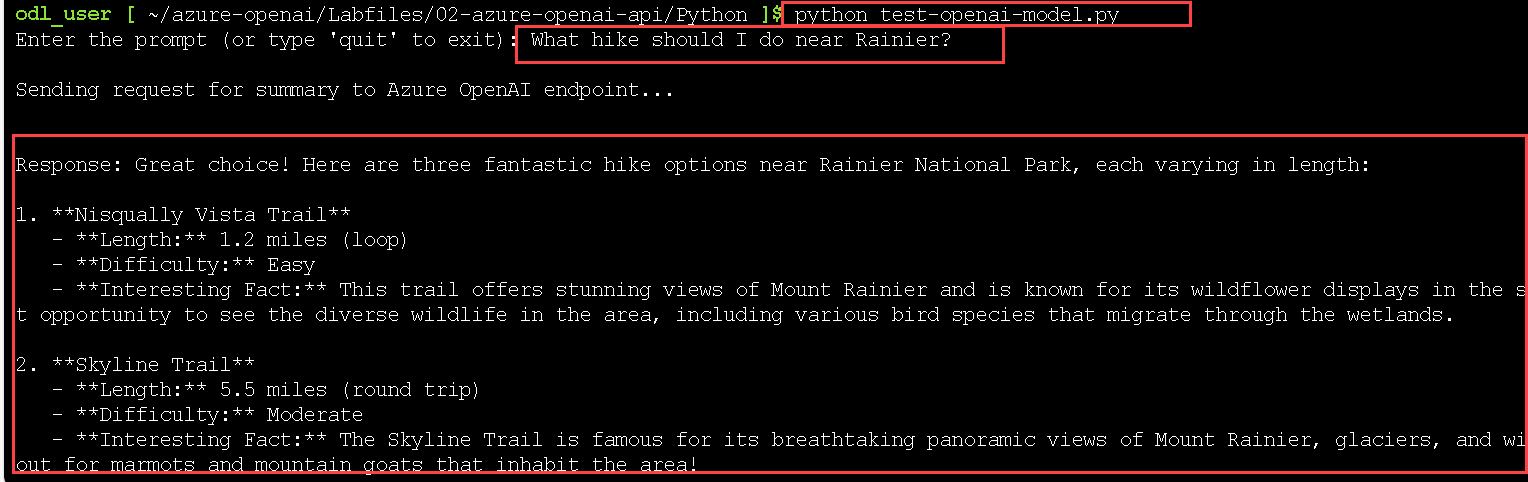 odl_user [ ~/azure-openai/Labfiles/02-azure-openai-api/Python ]$ python test-openai-model.py
Enter the prompt (or type 'quit' to exit): What hike should I do near Rainier?
Sending request for summary to Azure OpenAI endpoint...
Response: Great choice! Here are three fantastic hike options near Rainier National Park, each varying in length:
1. **Nisqually Vista Trail**
- **Length:** 1.2 miles (loop)
- **Difficulty:** Easy
- **Interesting Fact:** This trail offers stunning views of Mount Rainier and is known for its wildflower displays in the s
t opportunity to see the diverse wildlife in the area, including various bird species that migrate through the wetlands.
2. **Skyline Trail**
- **Length:** 5.5 miles (round trip)
- **Difficulty:** Moderate
- **Interesting Fact:** The Skyline Trail is famous for its breathtaking panoramic views of Mount Rainier, glaciers, and wi
out for marmots and mountain goats that inhabit the area!